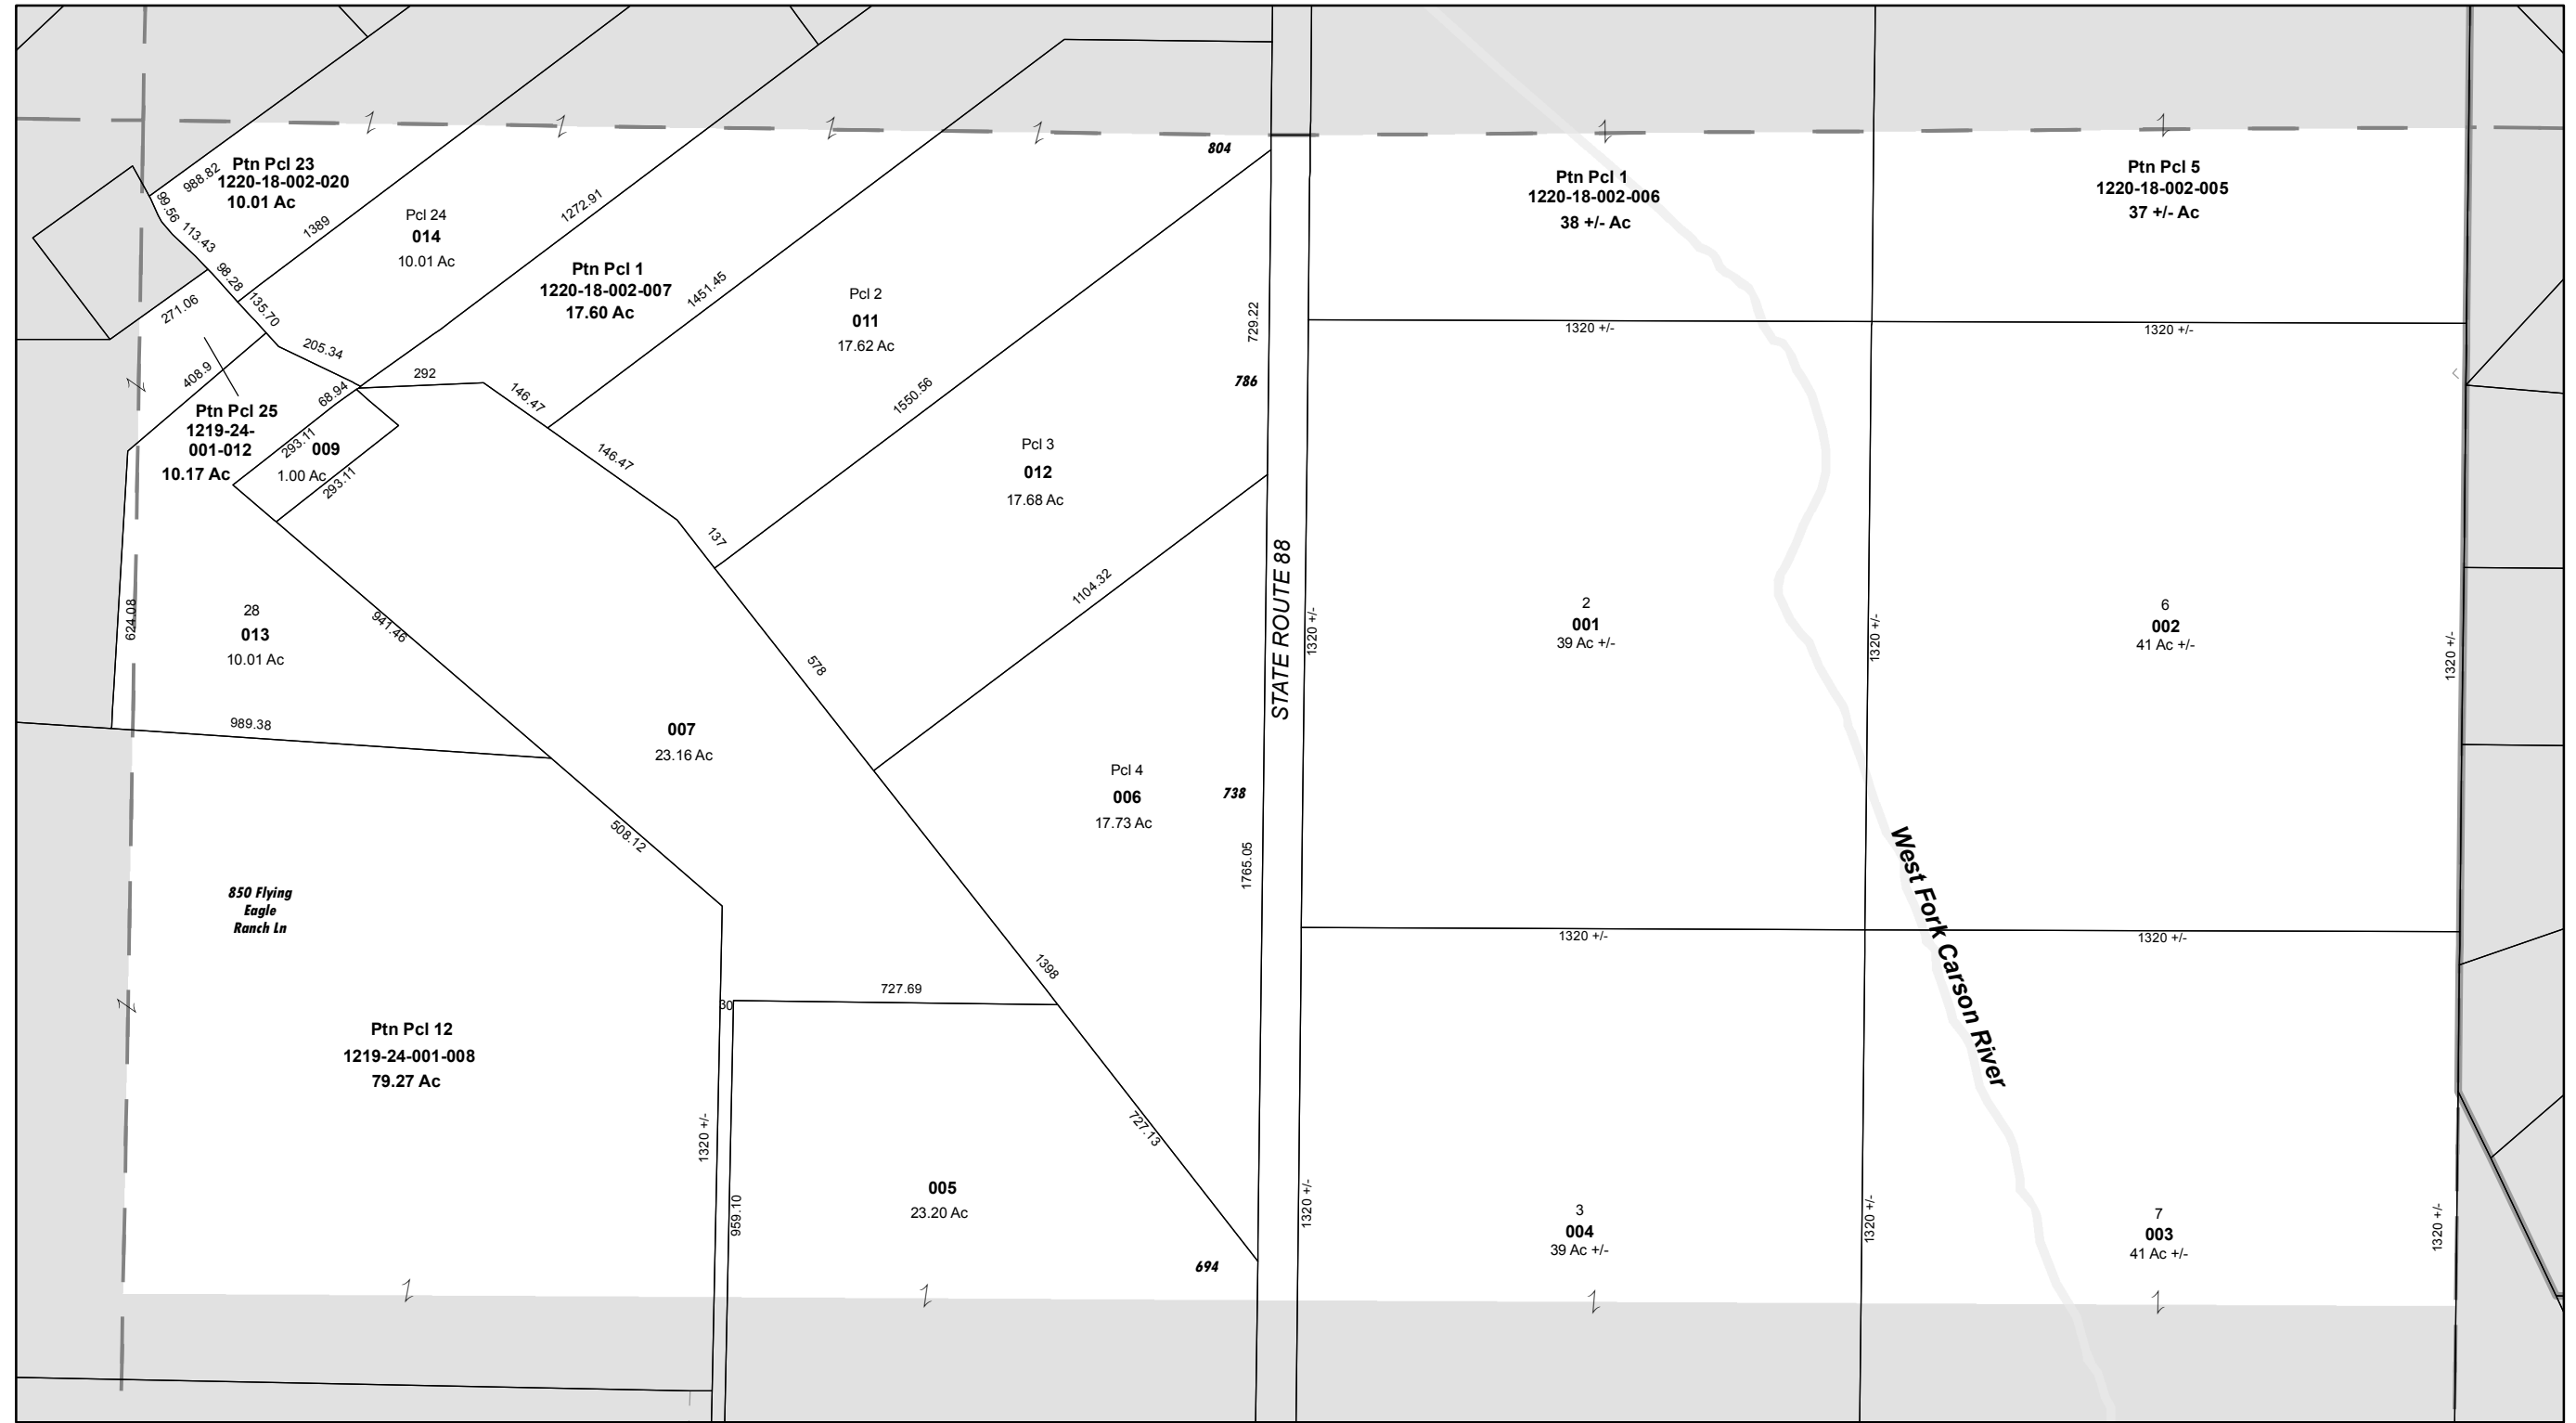 804
Ptn Pcl 23
1220-18-002-020
10.01 Ac
988.82
99.56
113.43
98.28
135.70
271.06
205.34
408.9
1389
Pcl 24
014
10.01 Ac
1272.91
Ptn Pcl 1
1220-18-002-007
17.60 Ac
1451.45
Pcl 2
011
17.62 Ac
1550.56
729.22
786
292
146.47
146.47
137
68.94
Ptn Pcl 25
1219-24-
001-012
10.17 Ac
293.11
009
1.00 Ac
293.11
Pcl 3
012
17.68 Ac
1104.32
STATE ROUTE 88
624.08
28
013
10.01 Ac
941.46
989.38
578
007
23.16 Ac
508.12
Pcl 4
006
17.73 Ac
738
1765.05
850 Flying
Eagle
Ranch Ln
1398
727.69
30
Ptn Pcl 12
1219-24-001-008
79.27 Ac
1320 +/-
959.10
727.13
005
23.20 Ac
694
Ptn Pcl 1
1220-18-002-006
38 +/- Ac
Ptn Pcl 5
1220-18-002-005
37 +/- Ac
1320 +/-
1320 +/-
1320 +/-
2
001
39 Ac +/-
1320 +/-
6
002
41 Ac +/-
1320 +/-
West Fork Carson River
1320 +/-
1320 +/-
1320 +/-
3
004
39 Ac +/-
1320 +/-
7
003
41 Ac +/-
1320 +/-